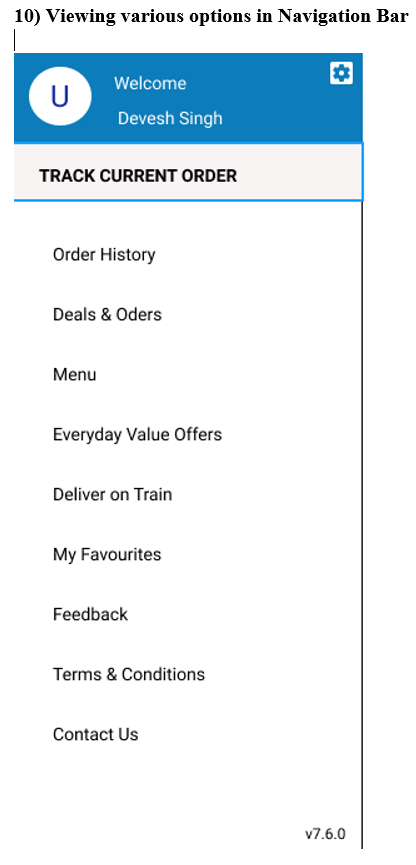 10) Viewing various options in Navigation Bar
U
Welcome
Devesh Singh
TRACK CURRENT ORDER
Order History
Deals & Oders
Menu
Everyday Value Offers
Deliver on Train
My Favourites
Feedback
Terms & Conditions
Contact Us
v7.6.0